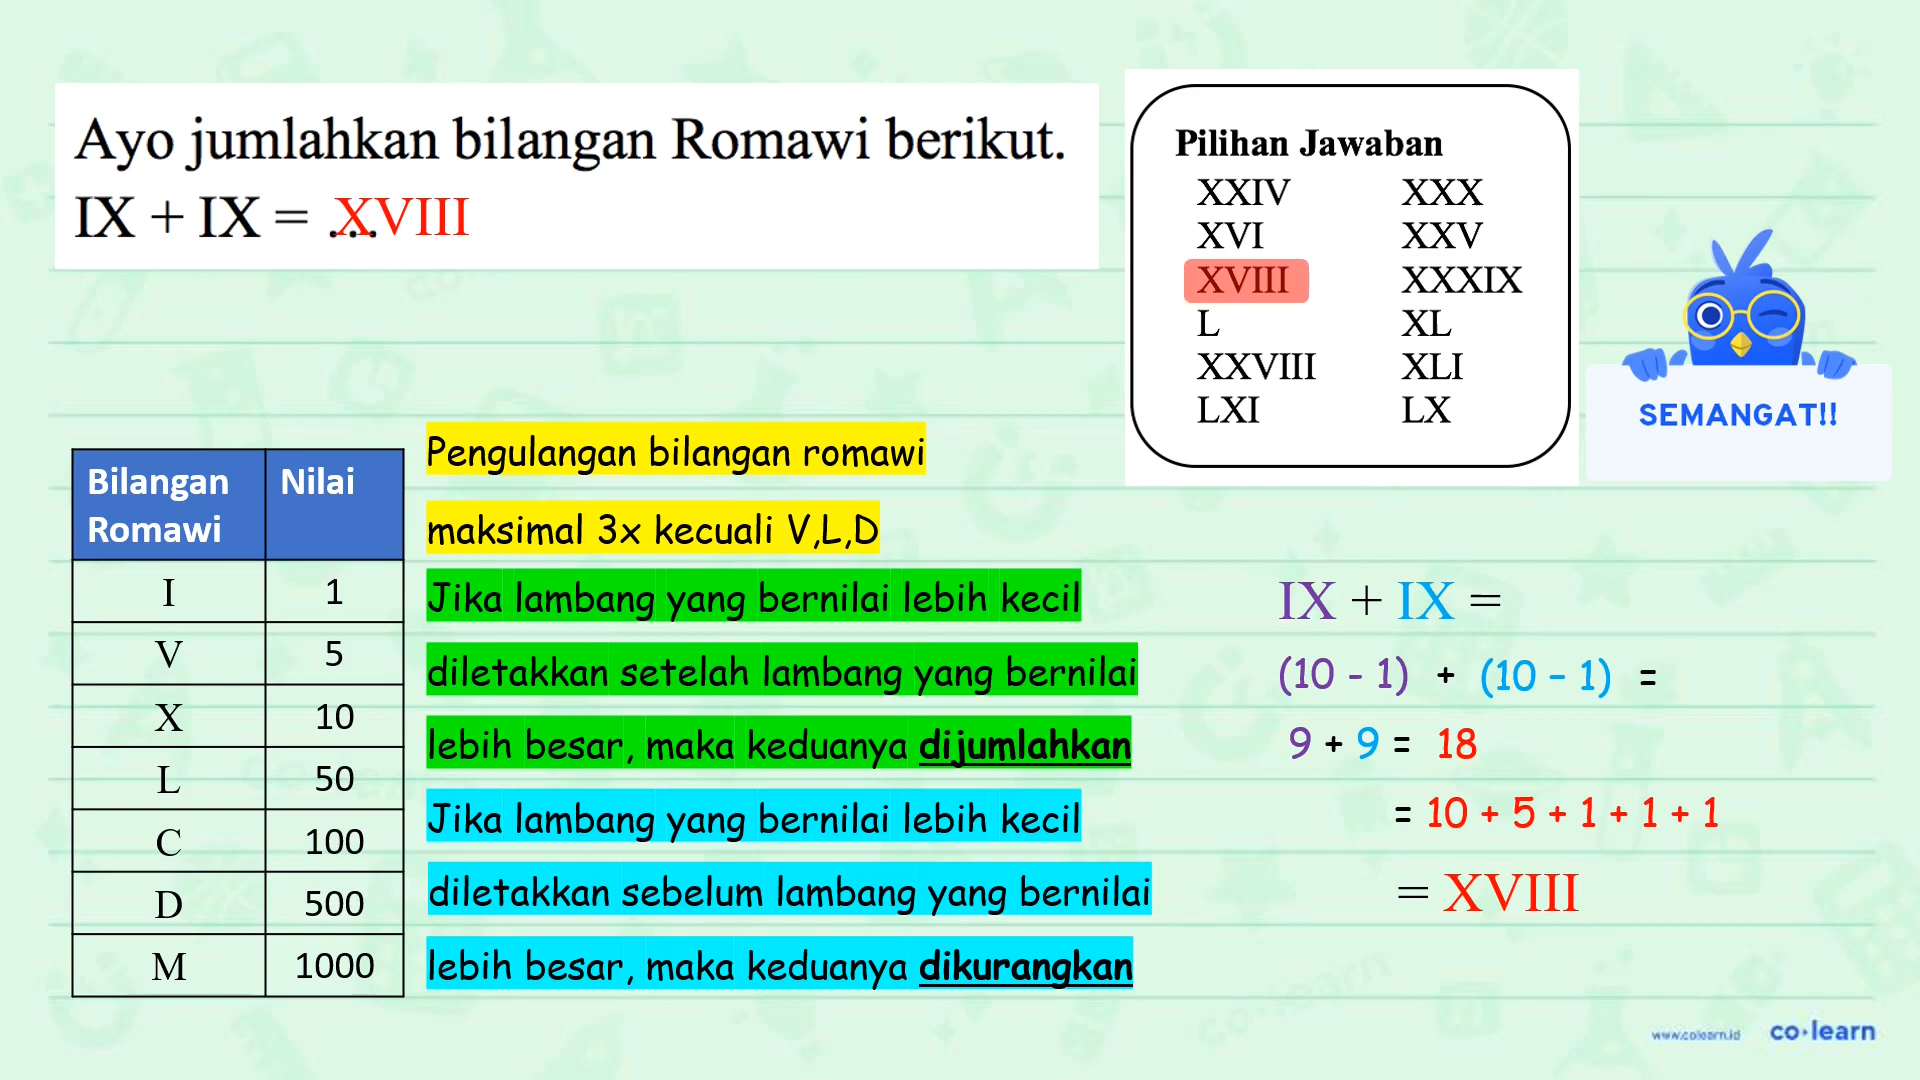 Ayo jumlahkan bilangan Romawi berikut.
IX + IX = ... XVIII
Pilihan Jawaban
XXIV XXX
XVI XXV
XVIII XXXIX
L XL
XXVIII XLI
LXI LX
SEMANGAT!!
Bilangan Romawi Nilai
I 1
V 5
X 10
L 50
C 100
D 500
M 1000
Pengulangan bilangan romawi
maksimal 3x kecuali V,L,D
Jika lambang yang bernilai lebih kecil
diletakkan setelah lambang yang bernilai
lebih besar, maka keduanya dijumlahkan
Jika lambang yang bernilai lebih kecil
diletakkan sebelum lambang yang bernilai
lebih besar, maka keduanya dikurangkan
IX + IX =
(10 - 1) + (10 – 1) =
9 + 9 = 18
= 10 + 5 + 1 + 1 + 1
= XVIII
www.colearn.id co·learn